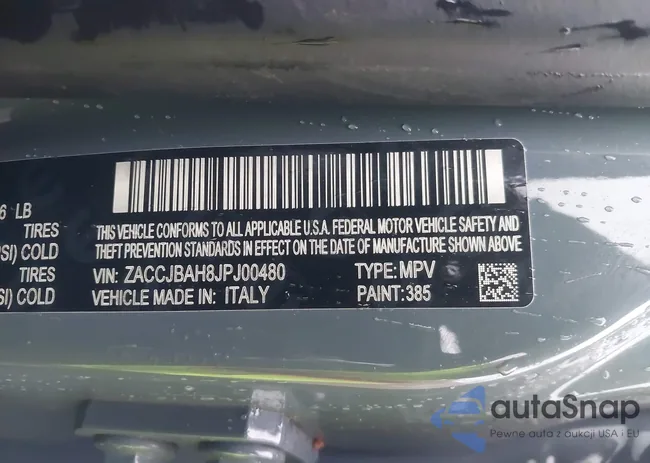 6 LB
TIRES
SI) COLD
TIRES
SI) COLD
THIS VEHICLE CONFORMS TO ALL APPLICABLE U.S.A. FEDERAL MOTOR VEHICLE SAFETY AND
THEFT PREVENTION STANDARDS IN EFFECT ON THE DATE OF MANUFACTURE SHOWN ABOVE
VIN: ZACCJBAH8JPJ00480 TYPE: MPV
VEHICLE MADE IN: ITALY PAINT: 385
autaSnap
Pewne auta z aukcji USA i EU